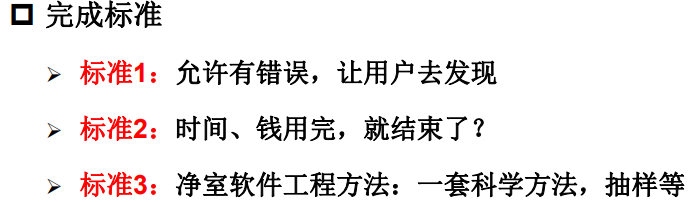 完成标准
标准1：允许有错误，让用户去发现
标准2：时间、钱用完，就结束了？
标准3：净室软件工程方法：一套科学方法，抽样等